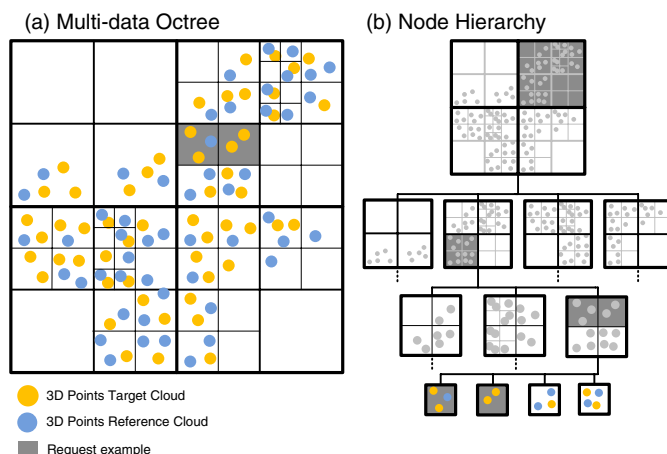 (a) Multi-data Octree
(b) Node Hierarchy
3D Points Target Cloud
3D Points Reference Cloud
Request example